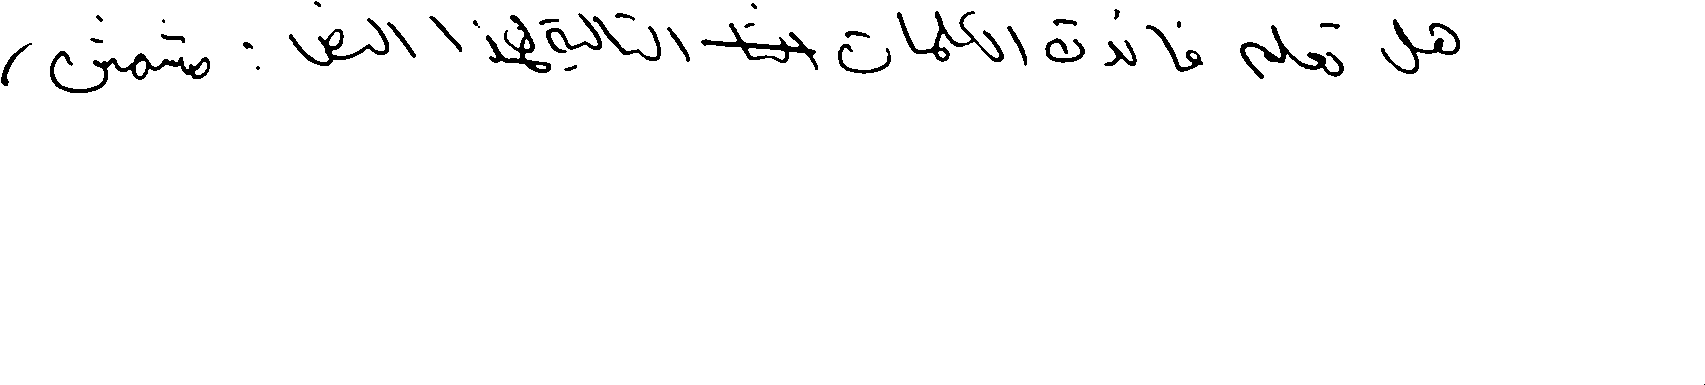 هل تعلم فائدة الكلمات التالية لهذا النص : مشمش ،